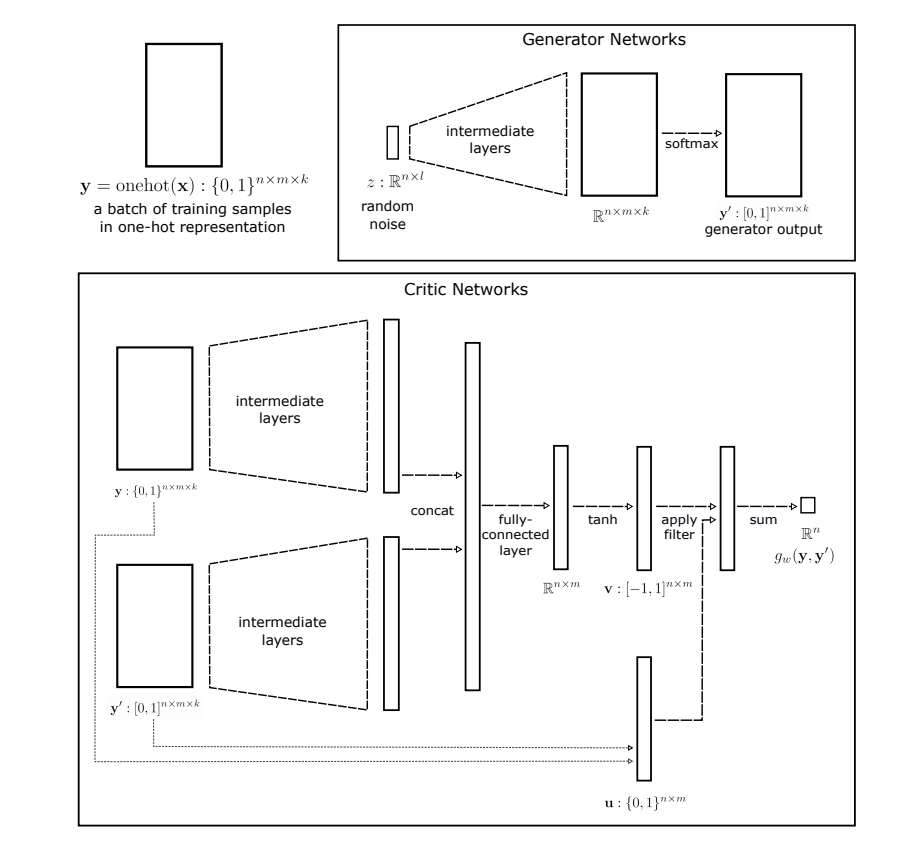 Generator Networks
intermediate
layers
softmax
z : ℝ^{n×l}
random
noise
ℝ^{n×m×k}
y′ : [0, 1]^{n×m×k}
generator output
y = onehot(x) : {0, 1}^{n×m×k}
a batch of training samples
in one-hot representation
Critic Networks
intermediate
layers
y : {0, 1}^{n×m×k}
concat
fully-
connected
layer
tanh
apply
filter
sum
ℝ^{n×m}
v : [−1, 1]^{n×m}
ℝ^n
g_w(y, y′)
intermediate
layers
y′ : [0, 1]^{n×m×k}
u : {0, 1}^{n×m}